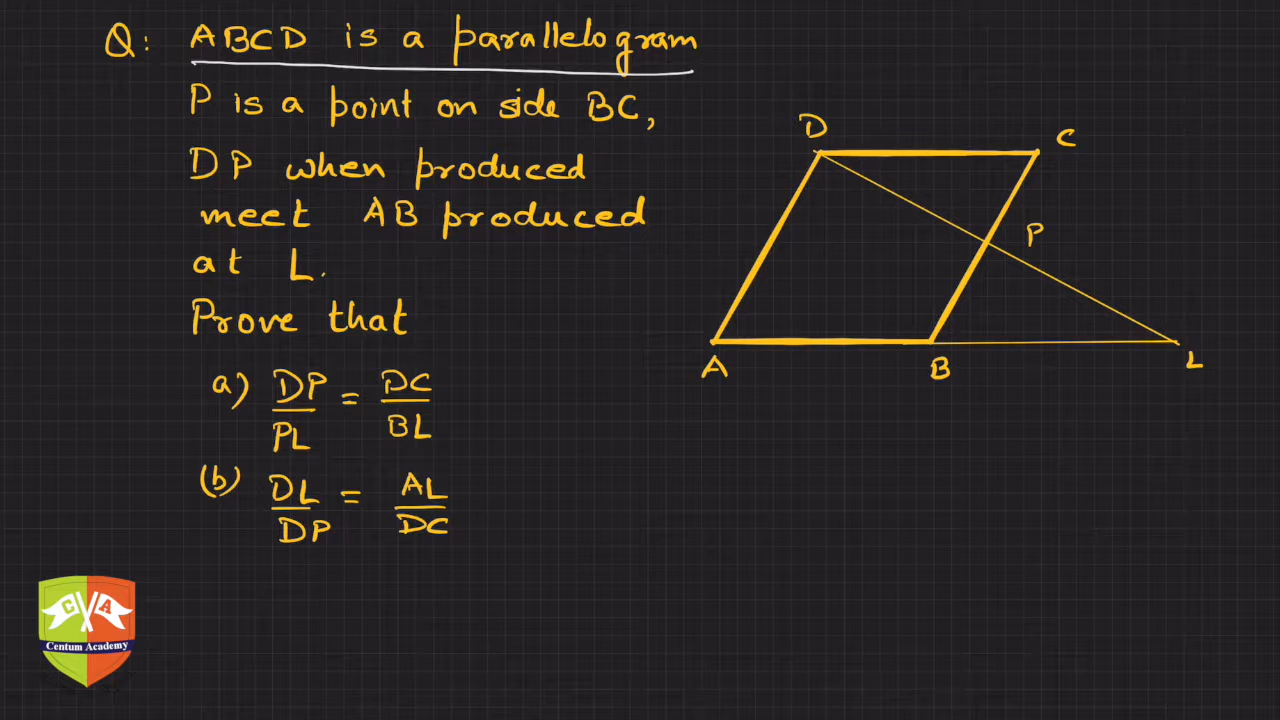 Q: ABCD is a parallelogram
P is a point on side BC,
DP when produced
meet AB produced
at L.
Prove that
a) DP/PL = DC/BL
(b) DL/DP = AL/DC
D
C
P
A
B
L
C A
Centum Academy